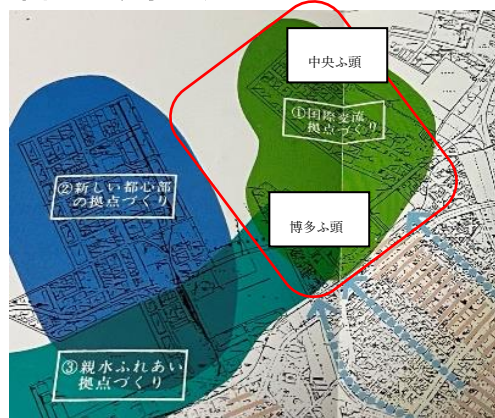 中央ふ頭
①国際交流
拠点づくり
②新しい都心部
の拠点づくり
博多ふ頭
③親水ふれあい
拠点づくり